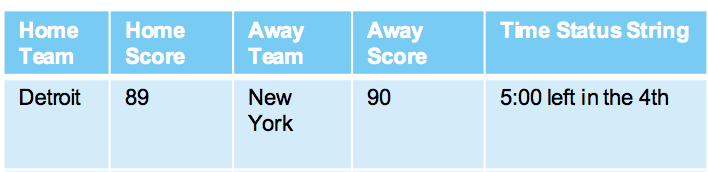 Home Team Home Score Away Team Away Score Time Status String
Detroit 89 New York 90 5:00 left in the 4th